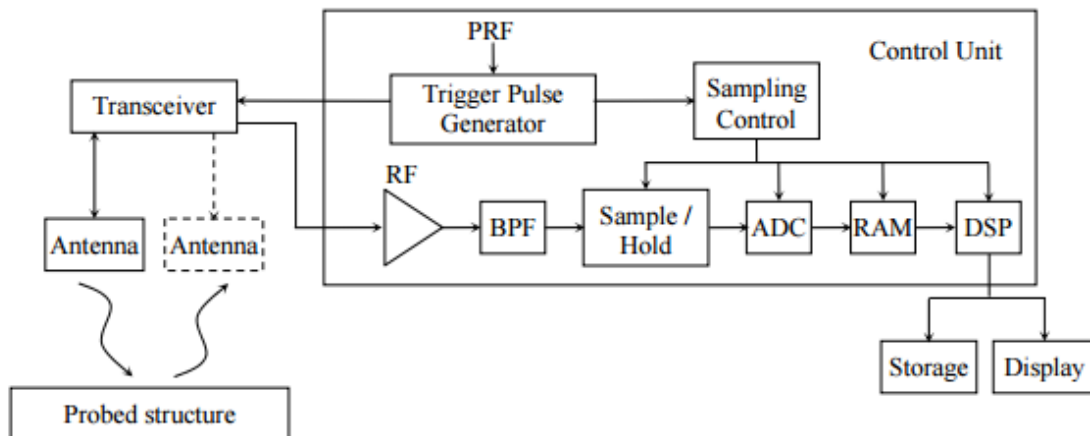 PRF
Control Unit
Transceiver
Trigger Pulse
Generator
Sampling
Control
RF
Antenna
Antenna
BPF
Sample /
Hold
ADC
RAM
DSP
Storage
Display
Probed structure